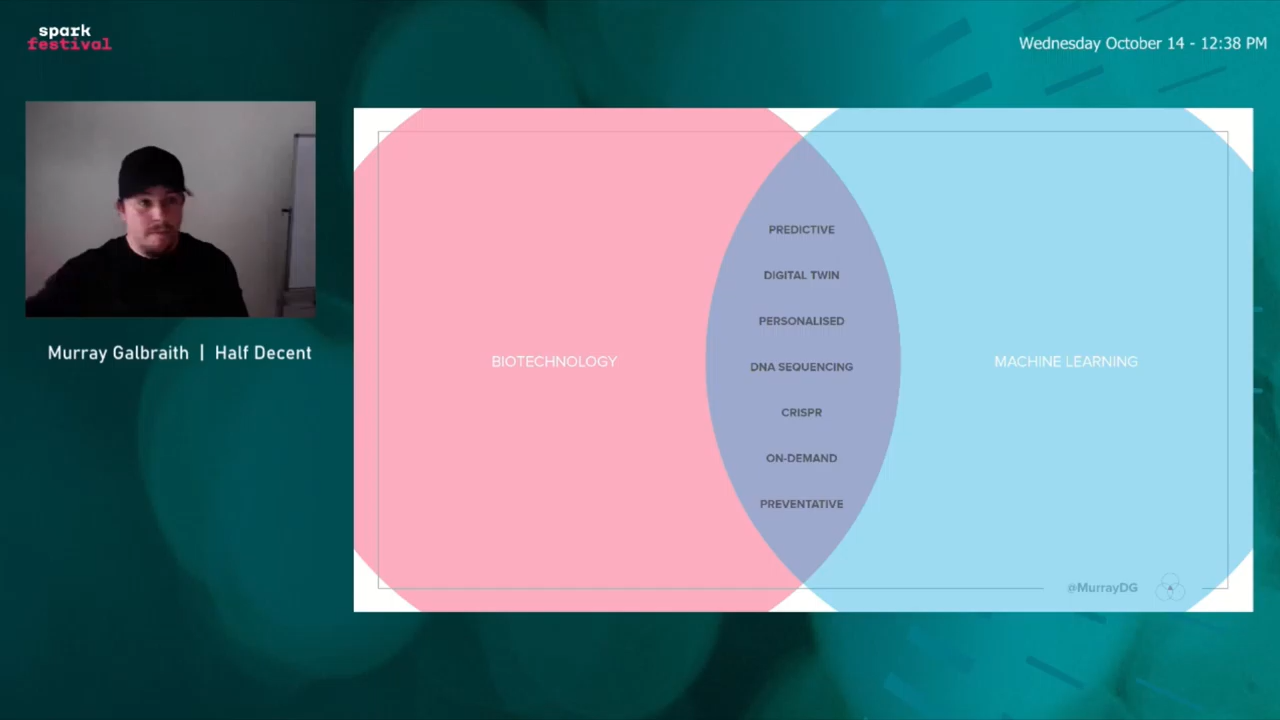 spark
festival
Wednesday October 14 - 12:38 PM
Murray Galbraith | Half Decent
BIOTECHNOLOGY
PREDICTIVE
DIGITAL TWIN
PERSONALISED
DNA SEQUENCING
CRISPR
ON-DEMAND
PREVENTATIVE
MACHINE LEARNING
@MurrayDG